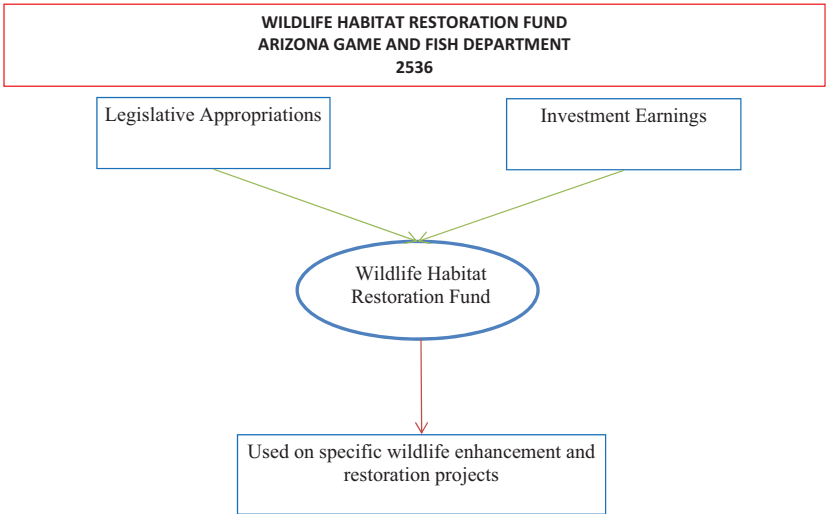 WILDLIFE HABITAT RESTORATION FUND
ARIZONA GAME AND FISH DEPARTMENT
2536
Legislative Appropriations
Investment Earnings
Wildlife Habitat
Restoration Fund
Used on specific wildlife enhancement and
restoration projects